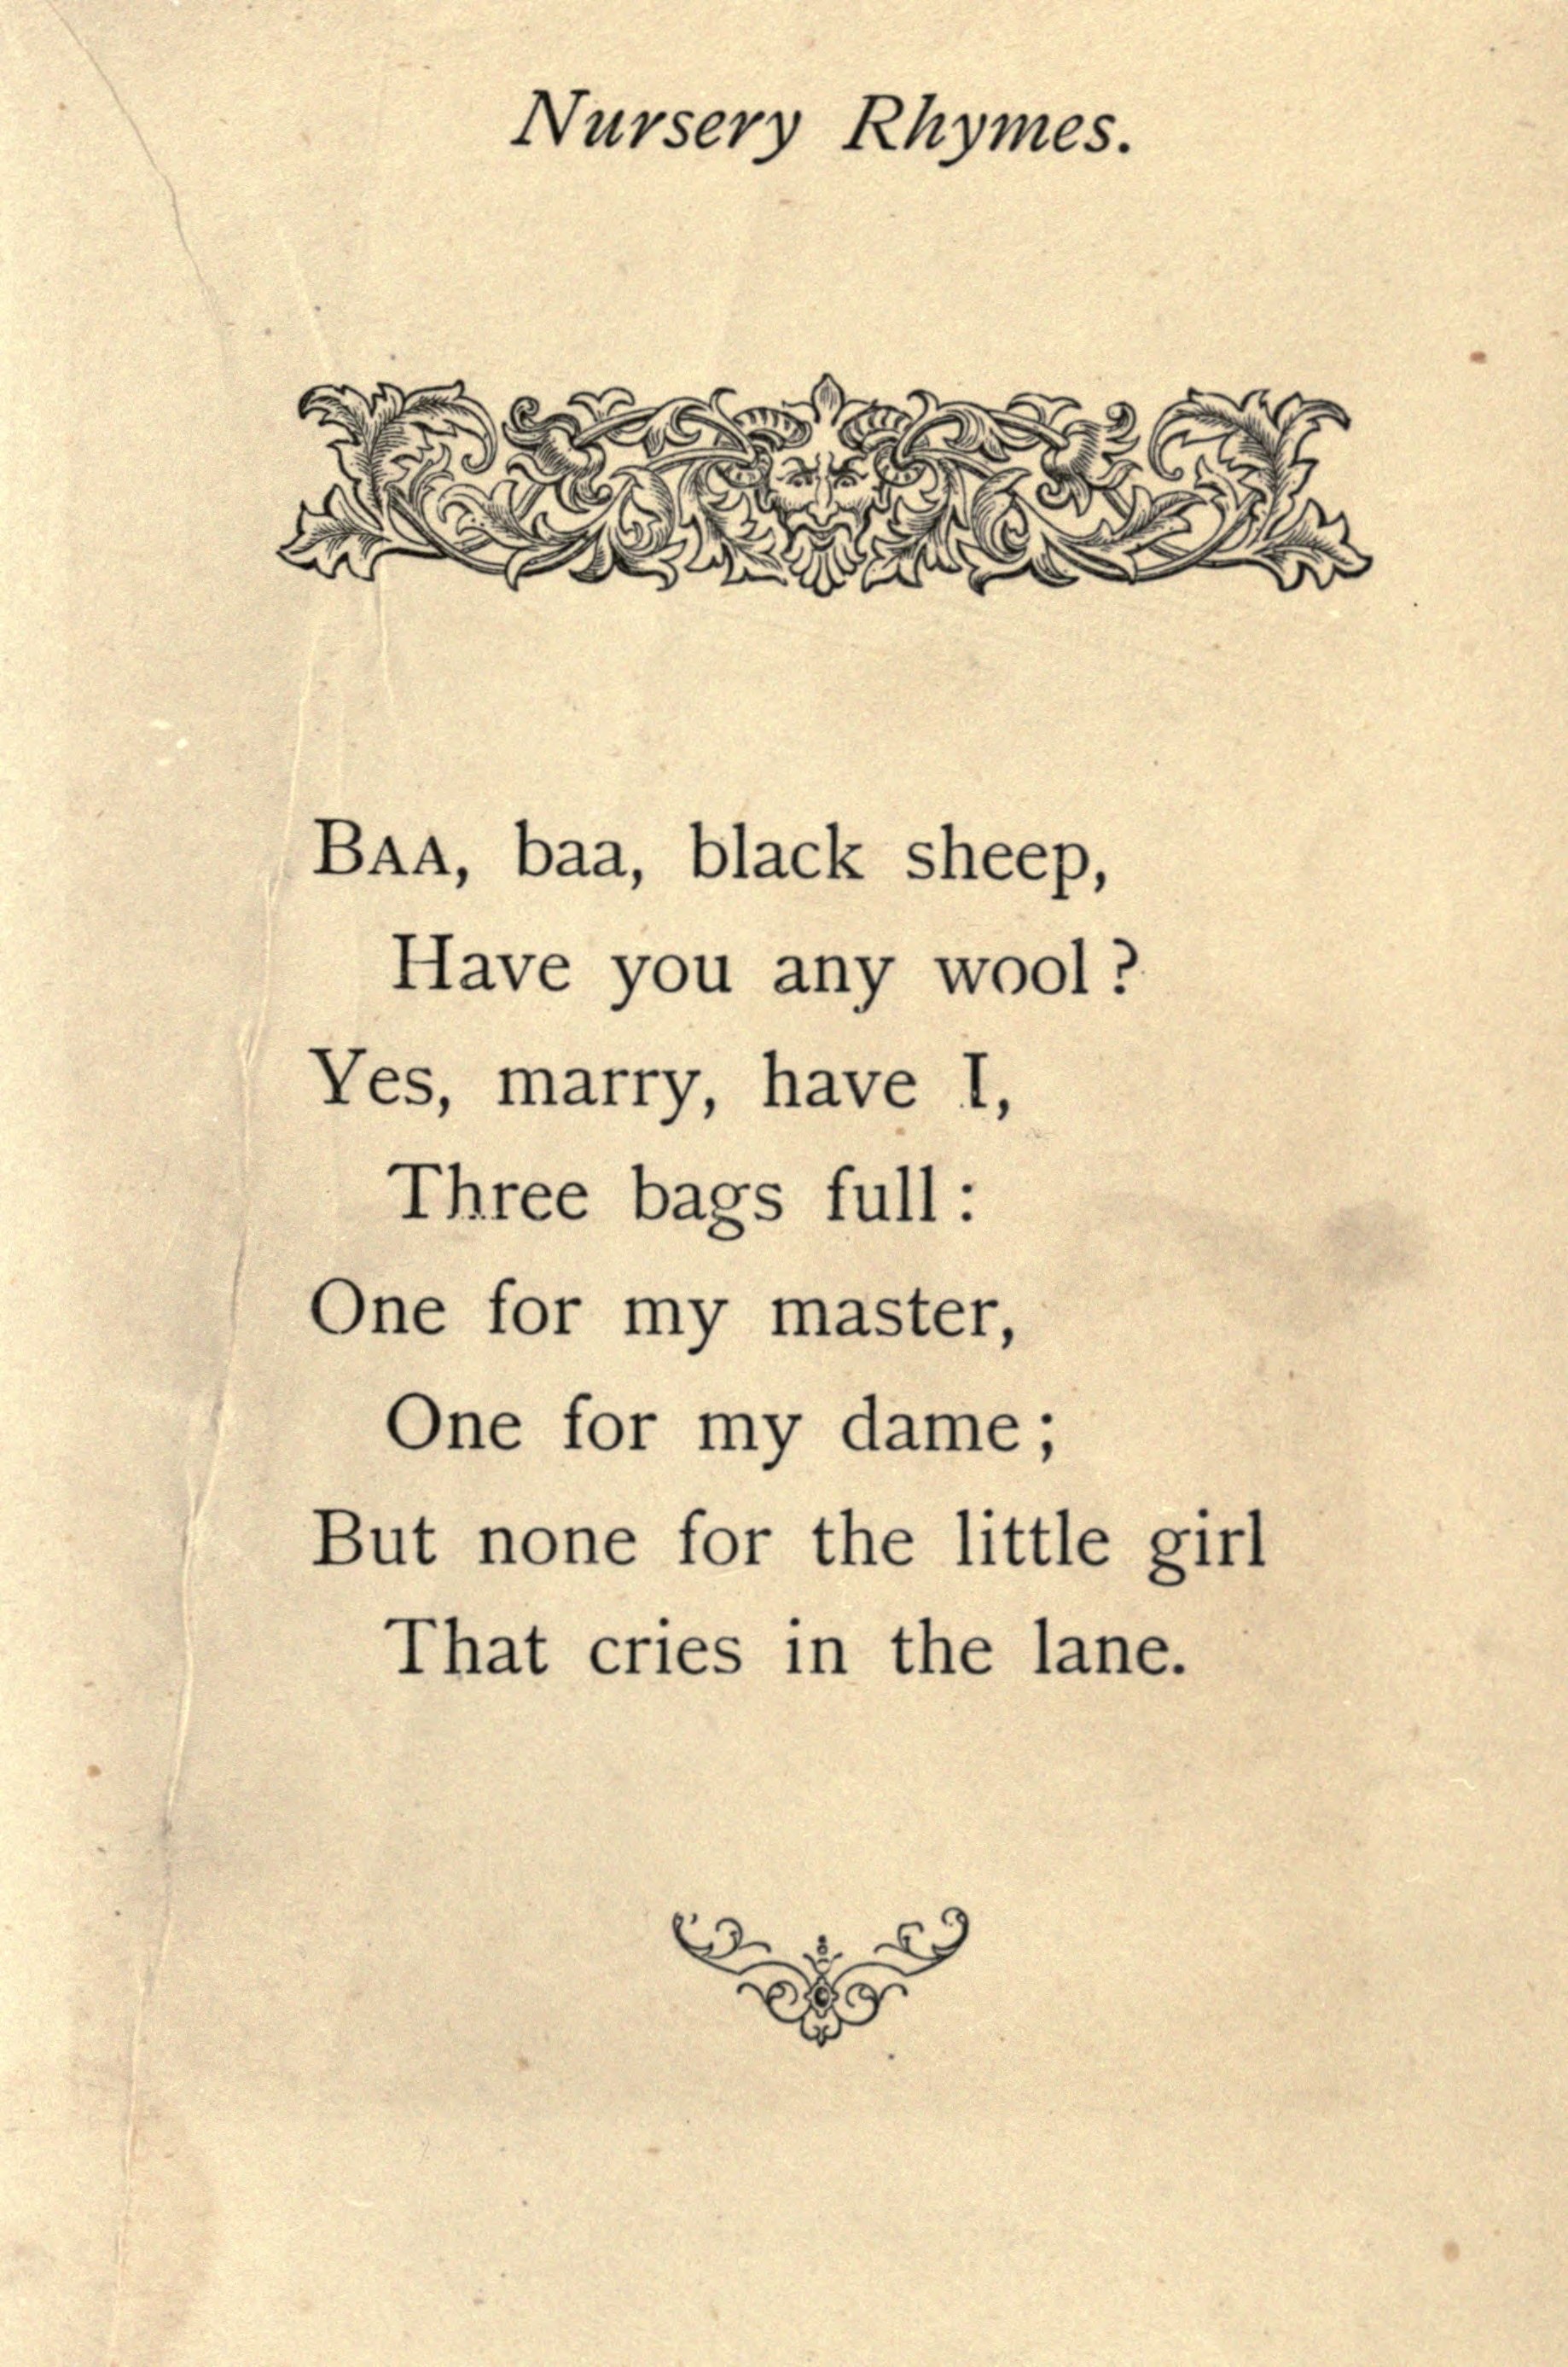 Nursery Rhymes.
BAA, baa, black sheep,
Have you any wool?
Yes, marry, have I,
Three bags full:
One for my master,
One for my dame;
But none for the little girl
That cries in the lane.